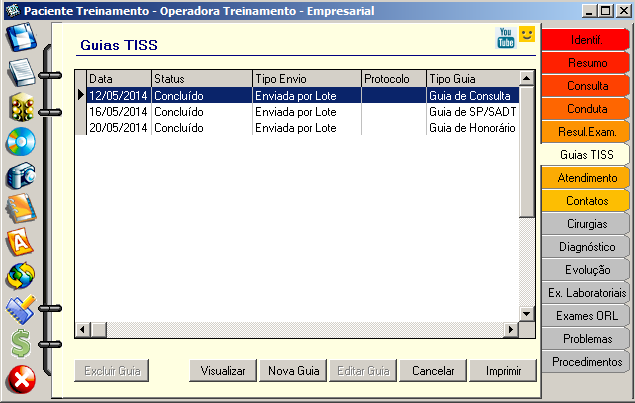 Paciente Treinamento - Operadora Treinamento - Empresarial
Guias TISS
You
Tube
Data Status Tipo Envio Protocolo Tipo Guia
12/05/2014 Concluído Enviada por Lote Guia de Consulta
16/05/2014 Concluído Enviada por Lote Guia de SP/SADT
20/05/2014 Concluído Enviada por Lote Guia de Honorário
Excluir Guia Visualizar Nova Guia Editar Guia Cancelar Imprimir
Identif.
Resumo
Consulta
Conduta
Resul.Exam.
Guias TISS
Atendimento
Contatos
Cirurgias
Diagnóstico
Evolução
Ex. Laboratoriais
Exames ORL
Problemas
Procedimentos